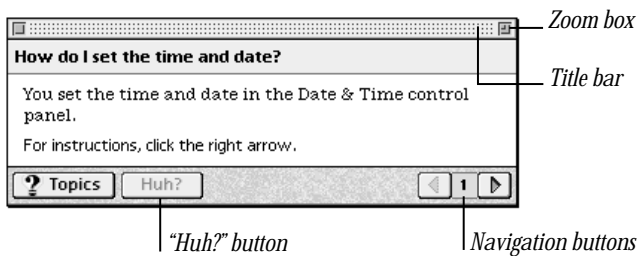 Zoom box
Title bar
How do I set the time and date?
You set the time and date in the Date & Time control
panel.
For instructions, click the right arrow.
? Topics
Huh?
1
“Huh?” button
Navigation buttons